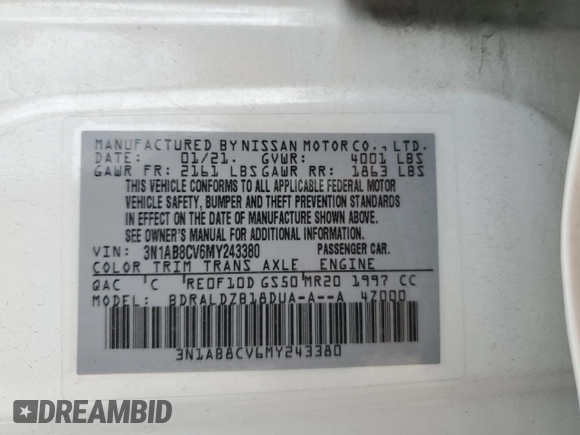 MANUFACTURED BY NISSAN MOTOR CO., LTD.
DATE: 01/21. GVWR: 4001 LBS
GAWR FR: 2161 LBS GAWR RR: 1863 LBS
THIS VEHICLE CONFORMS TO ALL APPLICABLE FEDERAL MOTOR
VEHICLE SAFETY, BUMPER AND THEFT PREVENTION STANDARDS
IN EFFECT ON THE DATE OF MANUFACTURE SHOWN ABOVE.
SEE OWNER'S MANUAL FOR ADDITIONAL INFORMATION.
VIN: 3N1AB8CV6MY243380 PASSENGER CAR.
COLOR TRIM TRANS AXLE ENGINE
QAC C RE0F10D GS50 MR20 1997 CC
MODEL: BDRALDZB18DUA-A--A 4Z000
3N1AB8CV6MY243380
DREAMBID